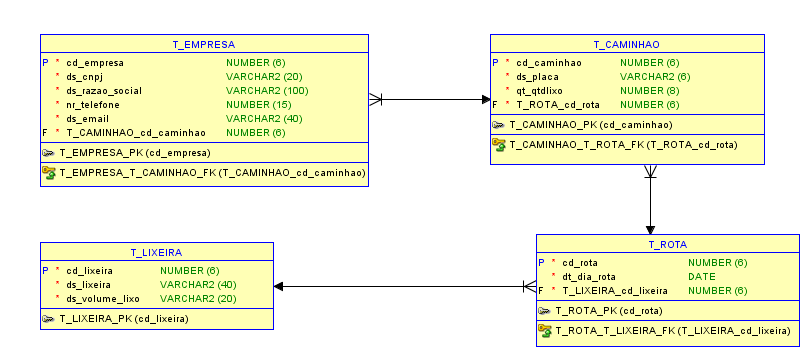 T_EMPRESA
P * cd_empresa NUMBER (6)
* ds_cnpj VARCHAR2 (20)
* ds_razao_social VARCHAR2 (100)
* nr_telefone NUMBER (15)
* ds_email VARCHAR2 (40)
F * T_CAMINHAO_cd_caminhao NUMBER (6)
T_EMPRESA_PK (cd_empresa)
T_EMPRESA_T_CAMINHAO_FK (T_CAMINHAO_cd_caminhao)
T_CAMINHAO
P * cd_caminhao NUMBER (6)
* ds_placa VARCHAR2 (6)
* qt_qtdlixo NUMBER (8)
F * T_ROTA_cd_rota NUMBER (6)
T_CAMINHAO_PK (cd_caminhao)
T_CAMINHAO_T_ROTA_FK (T_ROTA_cd_rota)
T_LIXEIRA
P * cd_lixeira NUMBER (6)
* ds_lixeira VARCHAR2 (40)
* ds_volume_lixo VARCHAR2 (20)
T_LIXEIRA_PK (cd_lixeira)
T_ROTA
P * cd_rota NUMBER (6)
* dt_dia_rota DATE
F * T_LIXEIRA_cd_lixeira NUMBER (6)
T_ROTA_PK (cd_rota)
T_ROTA_T_LIXEIRA_FK (T_LIXEIRA_cd_lixeira)